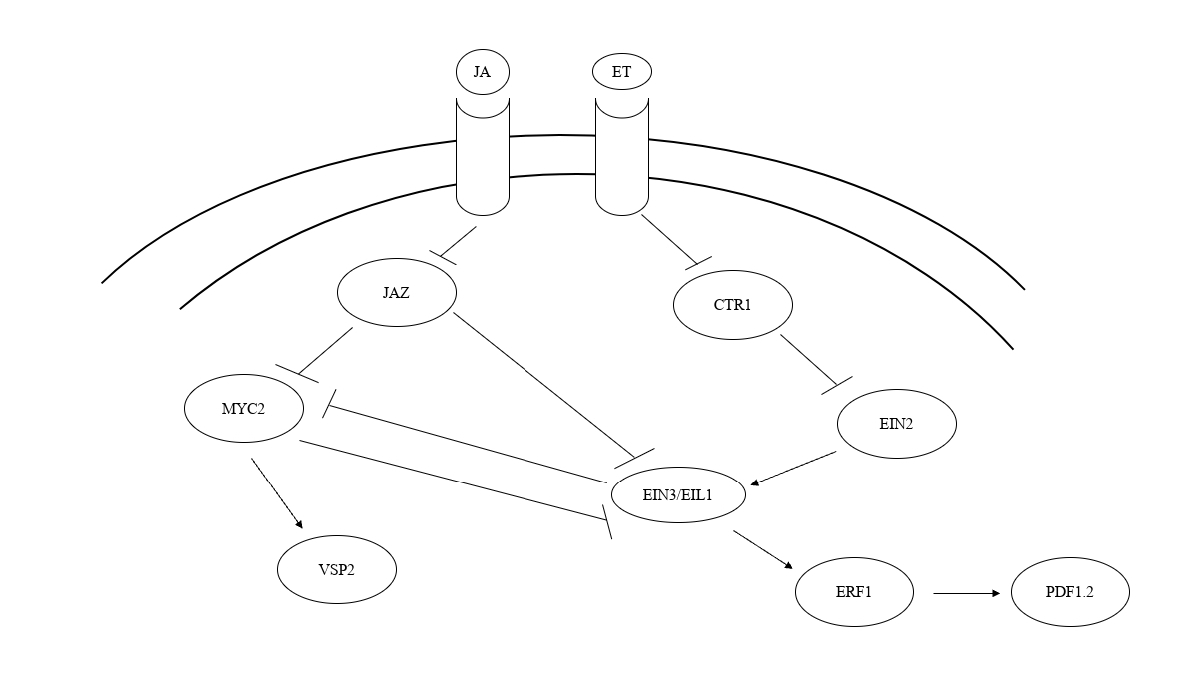 JA
ET
JAZ
CTR1
MYC2
EIN2
EIN3/EIL1
VSP2
ERF1
PDF1.2